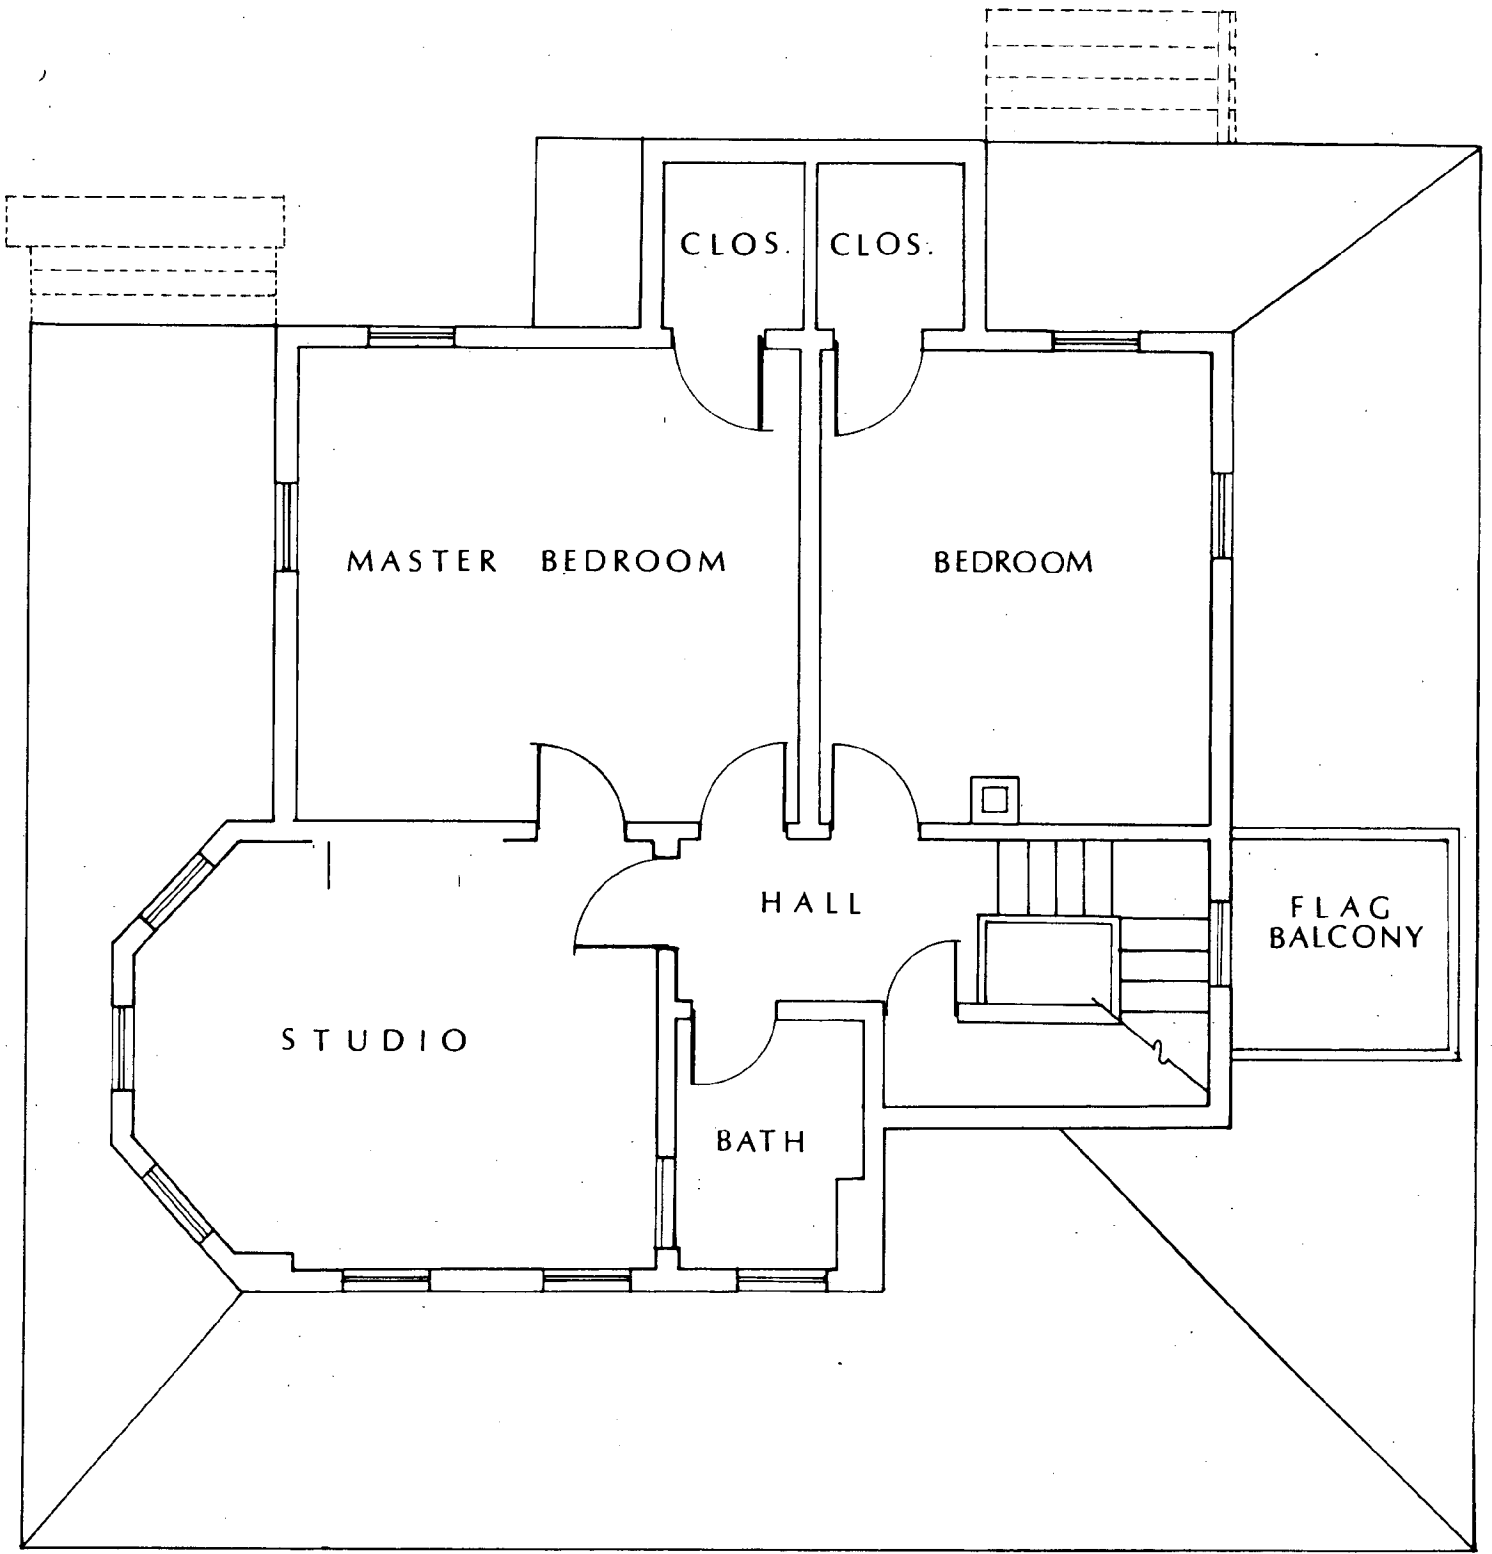 CLOS.
CLOS.
MASTER BEDROOM
BEDROOM
HALL
FLAG
BALCONY
STUDIO
BATH